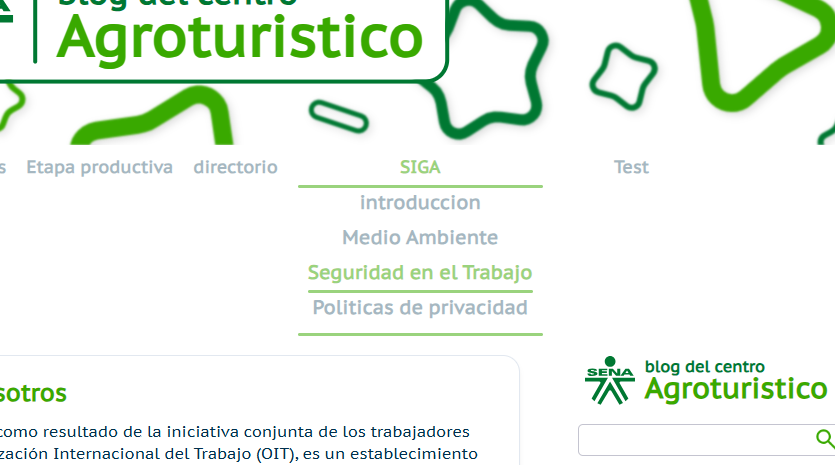 blog del centro
Agroturistico
s Etapa productiva directorio SIGA Test
introduccion
Medio Ambiente
Seguridad en el Trabajo
Politicas de privacidad
SENA
blog del centro
Agroturistico
sotros
como resultado de la iniciativa conjunta de los trabajadores
zación Internacional del Trabajo (OIT), es un establecimiento